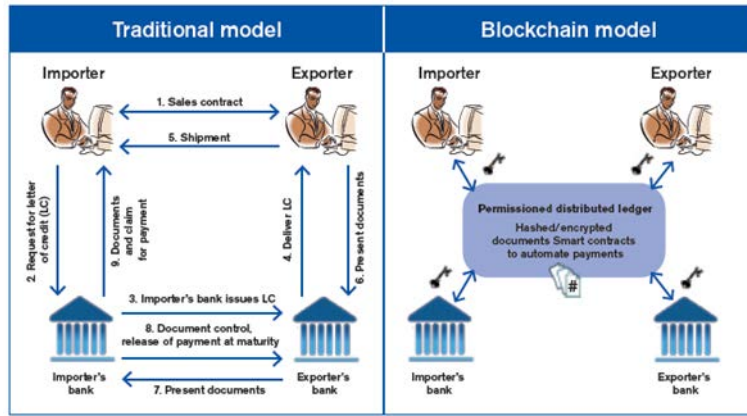 Traditional model
Importer
Exporter
1. Sales contract
5. Shipment
2. Request for letter
of credit (LC)
9. Documents
and claim
for payment
4. Deliver LC
6. Present documents
3. Importer's bank issues LC
8. Document control,
release of payment at maturity
7. Present documents
Importer's
bank
Exporter's
bank
Blockchain model
Importer
Exporter
Permissioned distributed ledger
Hashed/encrypted
documents Smart contracts
to automate payments
#
Importer's
bank
Exporter's
bank